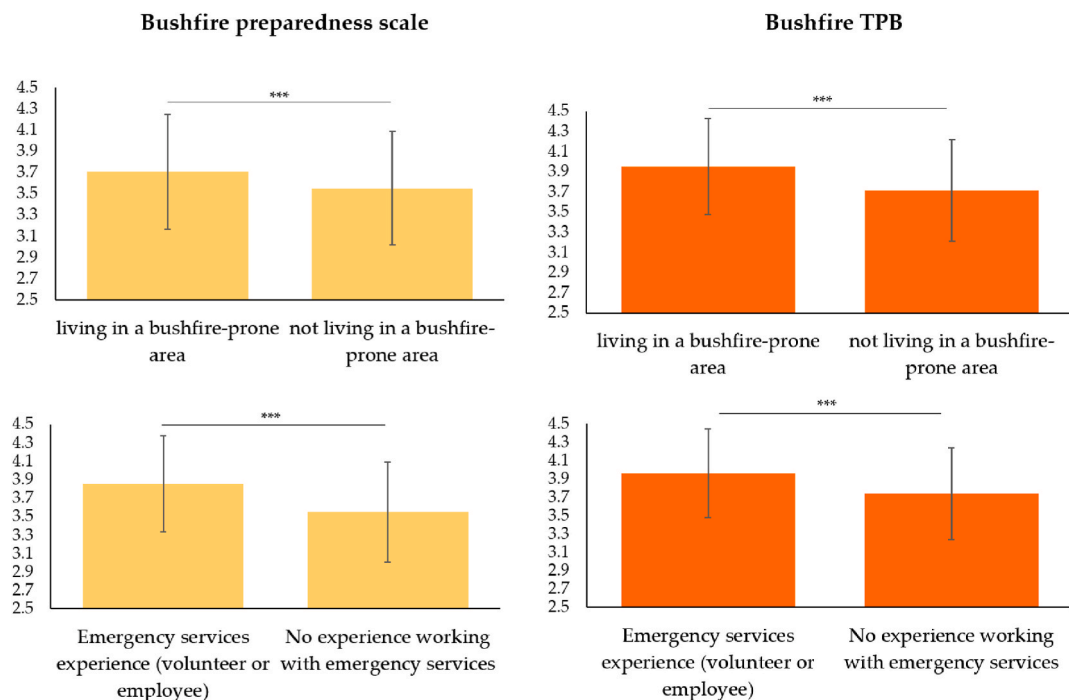 Bushfire preparedness scale
4.5
4.3
4.1
3.9
3.7
3.5
3.3
3.1
2.9
2.7
2.5
***
living in a bushfire-prone area
not living in a bushfire-
prone area
Bushfire TPB
4.5
4.3
4.1
3.9
3.7
3.5
3.3
3.1
2.9
2.7
2.5
***
living in a bushfire-prone
area
not living in a bushfire-
prone area
4.5
4.3
4.1
3.9
3.7
3.5
3.3
3.1
2.9
2.7
2.5
***
Emergency services
experience (volunteer or
employee)
No experience working
with emergency services
4.5
4.3
4.1
3.9
3.7
3.5
3.3
3.1
2.9
2.7
2.5
***
Emergency services
experience (volunteer or
employee)
No experience working
with emergency services